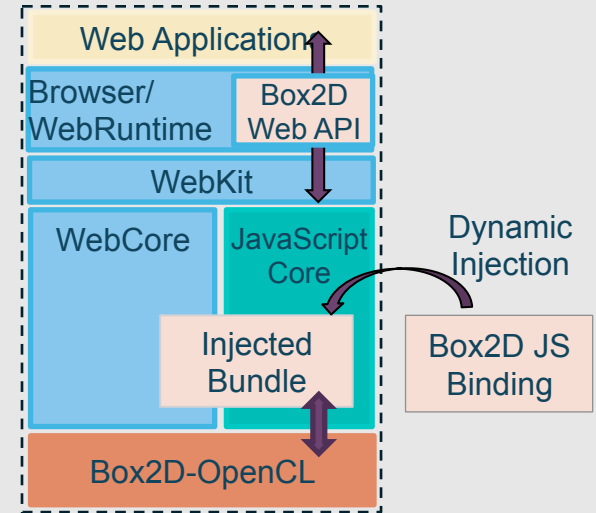 Web Applications
Browser/
WebRuntime
Box2D
Web API
WebKit
WebCore
JavaScript
Core
Dynamic
Injection
Injected
Bundle
Box2D JS
Binding
Box2D-OpenCL